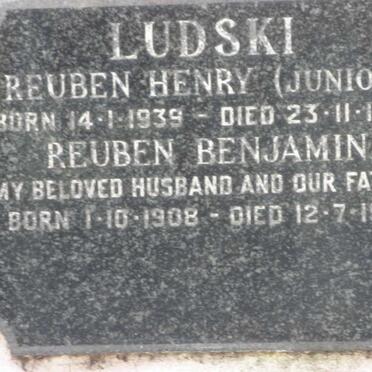 LUDSKI
REUBEN HENRY (JUNIO
BORN 14·1·1939 - DIED 23·11·1
REUBEN BENJAMIN
MY BELOVED HUSBAND AND OUR FAT
BORN 1·10·1908 - DIED 12·7·19